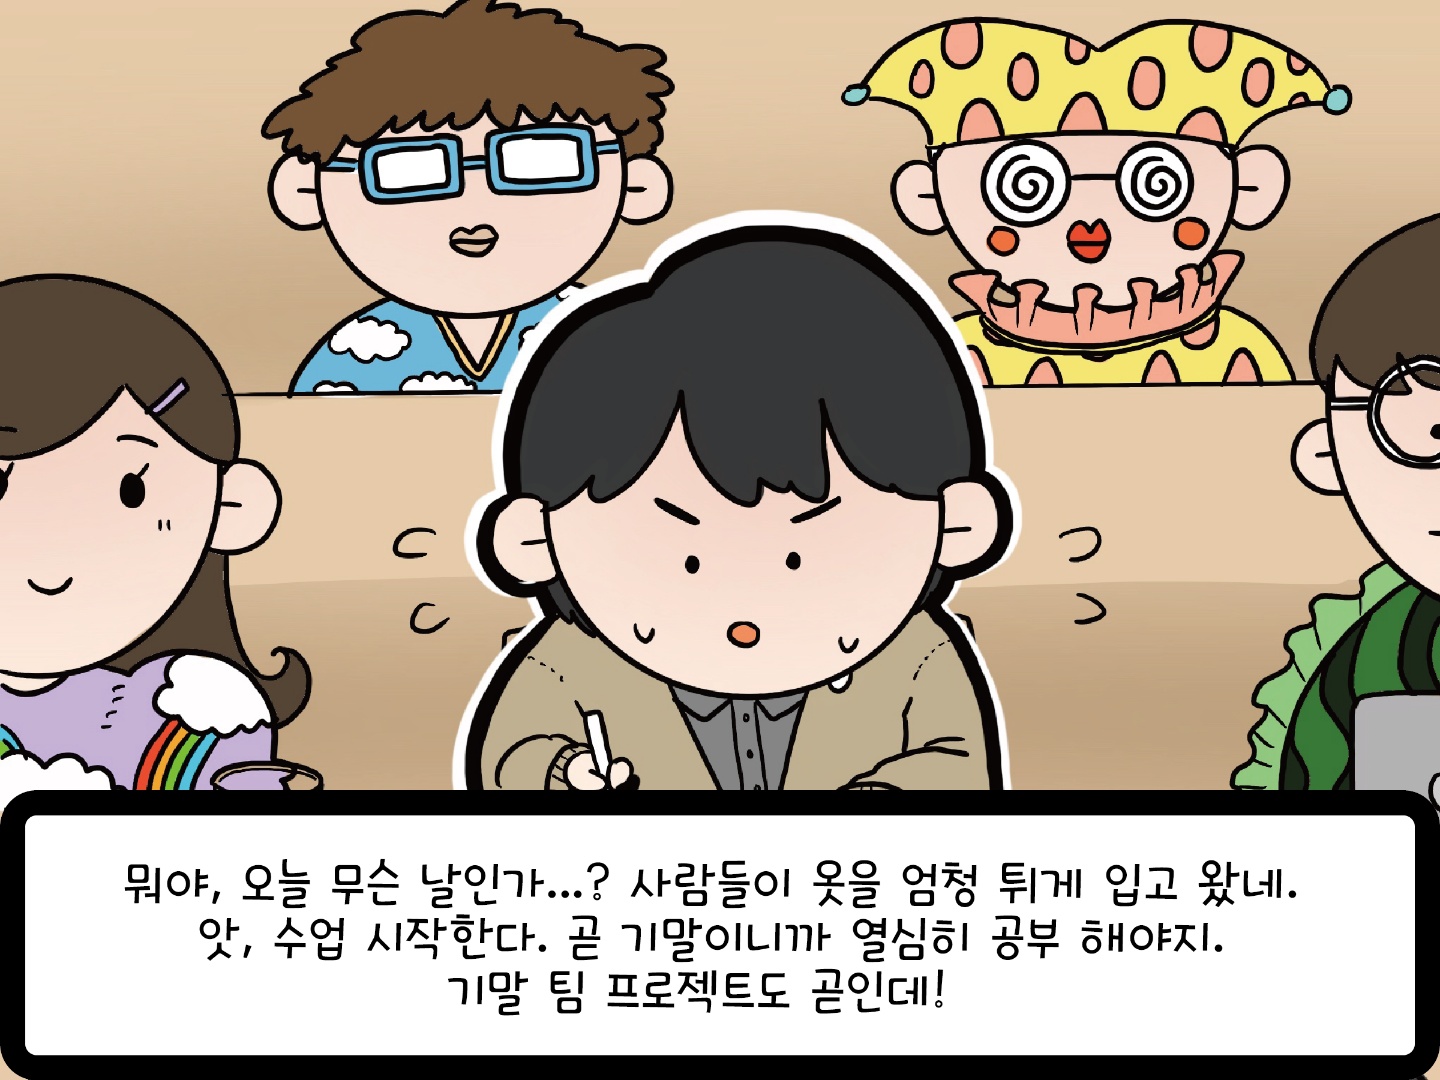 뭐야, 오늘 무슨 날인가...? 사람들이 옷을 엄청 튀게 입고 왔네.
앗, 수업 시작한다. 곧 기말이니까 열심히 공부 해야지.
기말 팀 프로젝트도 곧인데!